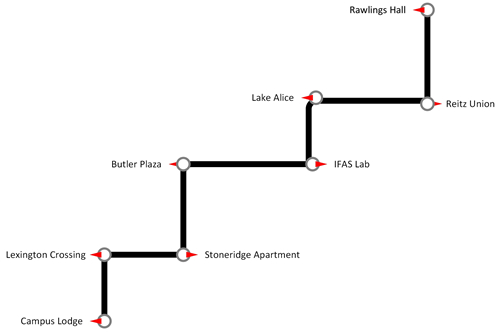 Rawlings Hall
Lake Alice
Reitz Union
Butler Plaza
IFAS Lab
Lexington Crossing
Stoneridge Apartment
Campus Lodge